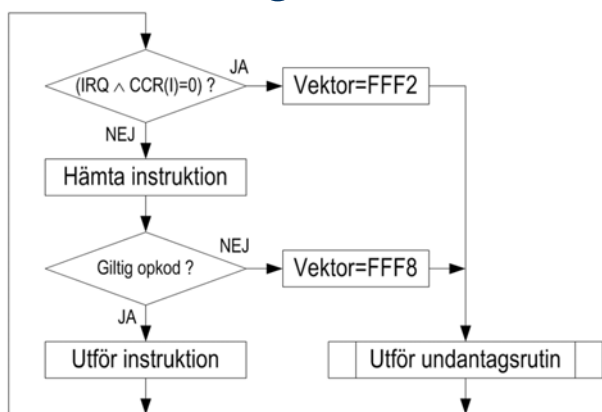 (IRQ ∧ CCR(I)=0) ?
JA
Vektor=FFF2
NEJ
Hämta instruktion
Giltig opkod ?
NEJ
Vektor=FFF8
JA
Utför instruktion
Utför undantagsrutin